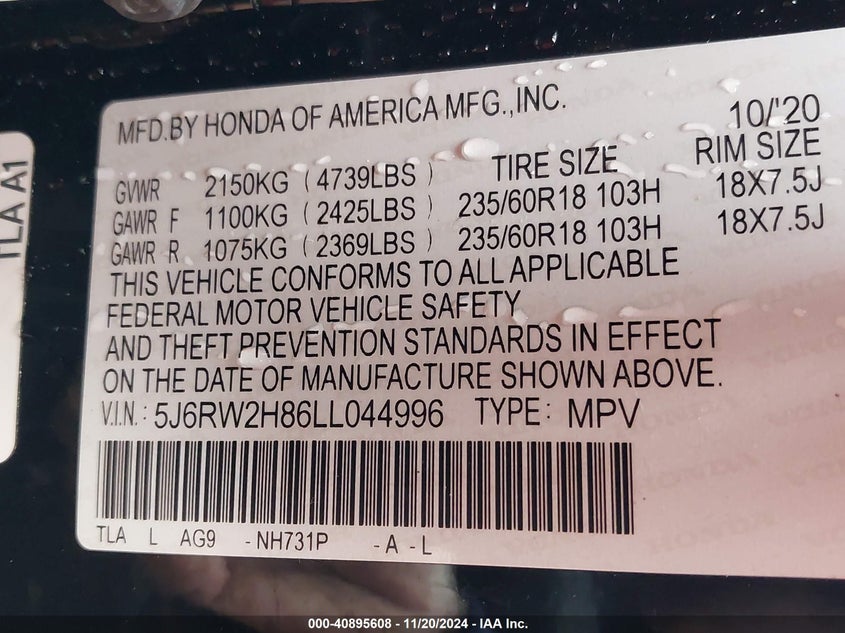 MFD.BY HONDA OF AMERICA MFG.,INC.
10/'20
TIRE SIZE RIM SIZE
GVWR 2150KG (4739LBS)
GAWR F 1100KG (2425LBS) 235/60R18 103H 18X7.5J
GAWR R 1075KG (2369LBS) 235/60R18 103H 18X7.5J
THIS VEHICLE CONFORMS TO ALL APPLICABLE
FEDERAL MOTOR VEHICLE SAFETY
AND THEFT PREVENTION STANDARDS IN EFFECT
ON THE DATE OF MANUFACTURE SHOWN ABOVE.
V.I.N.: 5J6RW2H86LL044996 TYPE: MPV
TLA L AG9 -NH731P -A -L
TLA A1
000-40895608 - 11/20/2024 - IAA Inc.